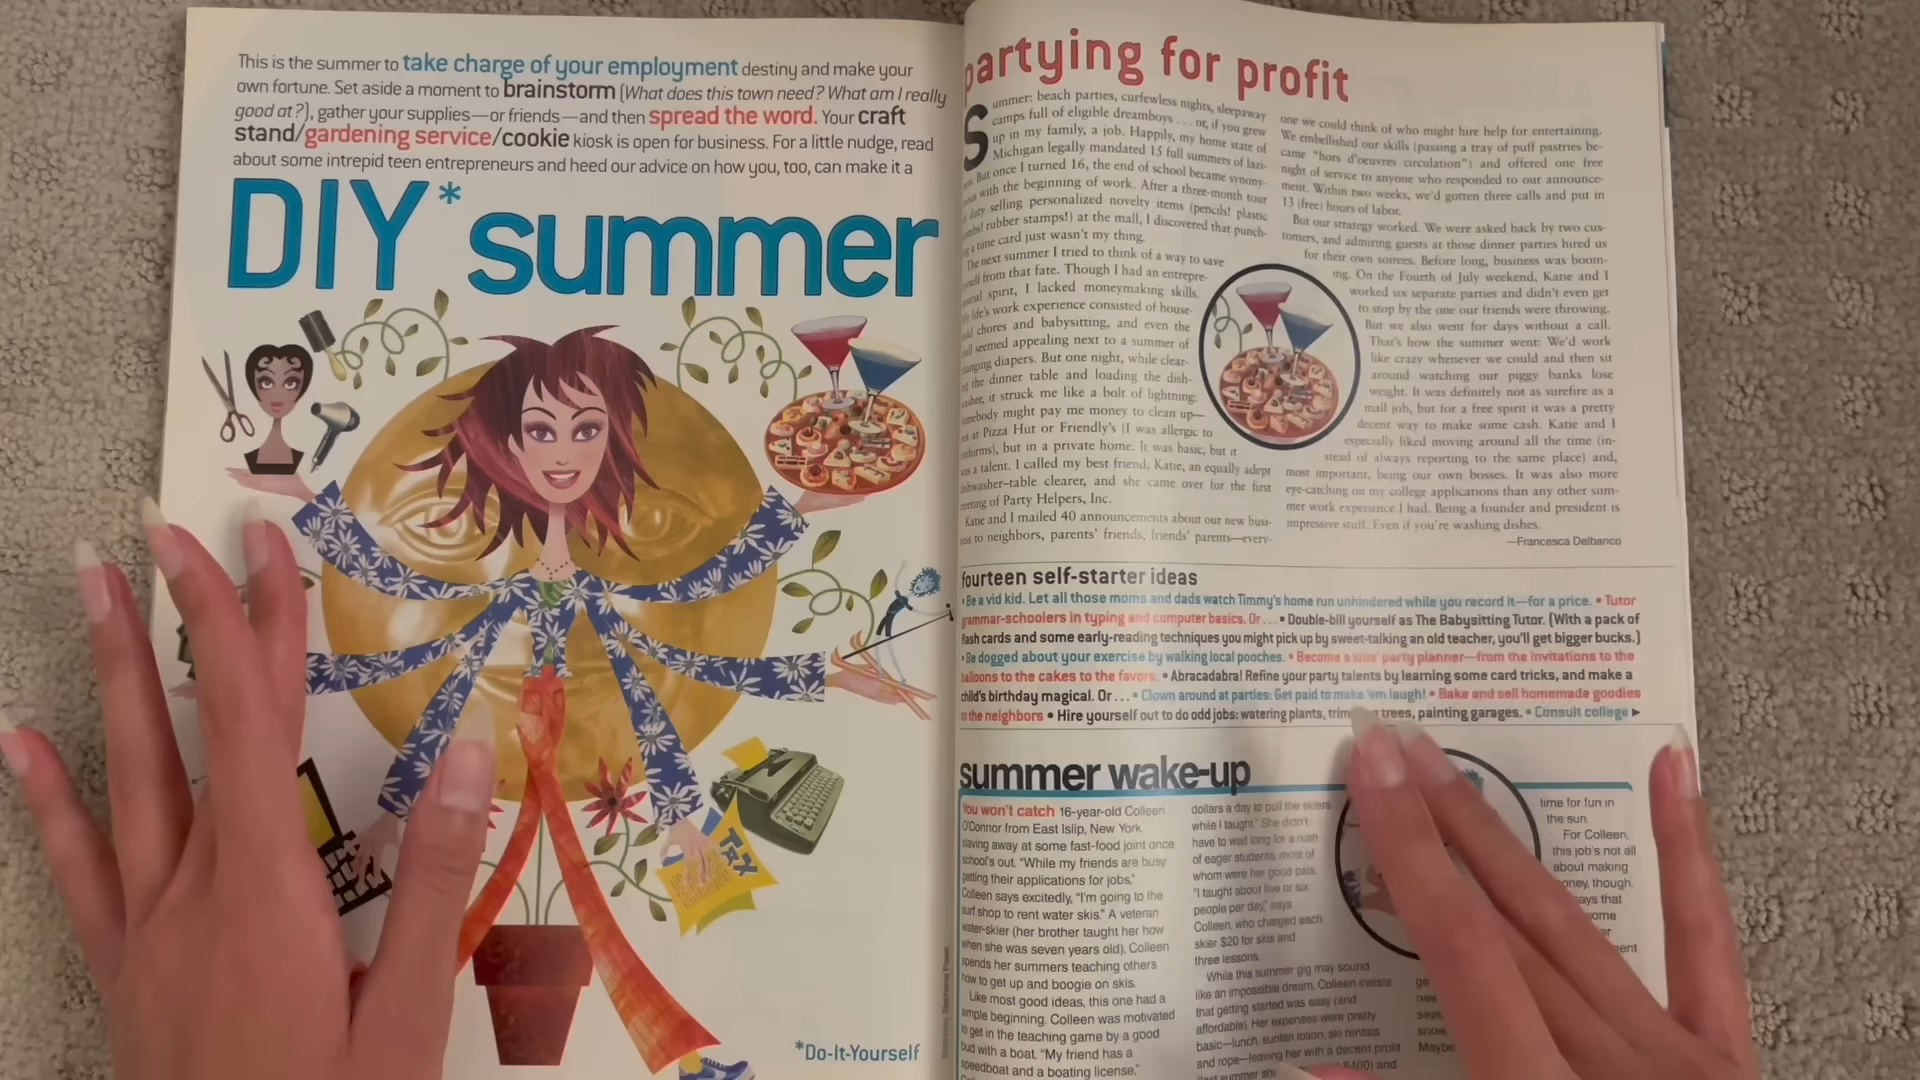 This is the summer to take charge of your employment destiny and make your
own fortune. Set aside a moment to brainstorm (What does this town need? What am I really
good at?), gather your supplies—or friends—and then spread the word. Your craft
stand/gardening service/cookie kiosk is open for business. For a little nudge, read
about some intrepid teen entrepreneurs and heed our advice on how you, too, can make it a
DIY* summer
TAX
*Do-It-Yourself
partying for profit
Summer: beach parties, curfewless nights, sleepaway
camps full of eligible dreamboys . . . or, if you grew
up in my family, a job. Happily, my home state of
Michigan legally mandated 15 full summers of lazi-
But once I turned 16, the end of school became synony-
with the beginning of work. After a three-month tour
duty selling personalized novelty items (pencils! plastic
rubber stamps!) at the mall, I discovered that punch-
a time card just wasn't my thing.
The next summer I tried to think of a way to save
from that fate. Though I had an entrepre-
spirit, I lacked moneymaking skills.
life's work experience consisted of house-
chores and babysitting, and even the
seemed appealing next to a summer of
changing diapers. But one night, while clear-
the dinner table and loading the dish-
it struck me like a bolt of lightning:
might pay me money to clean up—
at Pizza Hut or Friendly's (I was allergic to
uniforms), but in a private home. It was basic, but it
was a talent. I called my best friend, Katie, an equally adept
dishwasher–table clearer, and she came over for the first
meeting of Party Helpers, Inc.
Katie and I mailed 40 announcements about our new busi-
to neighbors, parents' friends, friends' parents—every-
one we could think of who might hire help for entertaining.
We embellished our skills (passing a tray of puff pastries be-
came "hors d'oeuvres circulation") and offered one free
night of service to anyone who responded to our announce-
ment. Within two weeks, we'd gotten three calls and put in
13 (free) hours of labor.
But our strategy worked. We were asked back by two cus-
tomers, and admiring guests at those dinner parties hired us
for their own soirees. Before long, business was boom-
ing. On the Fourth of July weekend, Katie and I
worked six separate parties and didn't even get
to stop by the one our friends were throwing.
But we also went for days without a call.
That's how the summer went: We'd work
like crazy whenever we could and then sit
around watching our piggy banks lose
weight. It was definitely not as surefire as a
mall job, but for a free spirit it was a pretty
decent way to make some cash. Katie and I
especially liked moving around all the time (in-
stead of always reporting to the same place) and,
most important, being our own bosses. It was also more
eye-catching on my college applications than any other sum-
mer work experience I had. Being a founder and president is
impressive stuff. Even if you're washing dishes.
—Francesca Delbanco
fourteen self-starter ideas
• Be a vid kid. Let all those moms and dads watch Timmy's home run unhindered while you record it—for a price. • Tutor
grammar-schoolers in typing and computer basics. Or . . . • Double-bill yourself as The Babysitting Tutor. (With a pack of
flash cards and some early-reading techniques you might pick up by sweet-talking an old teacher, you'll get bigger bucks.)
• Be dogged about your exercise by walking local pooches. • Become a kids' party planner—from the invitations to the
balloons to the cakes to the favors. • Abracadabra! Refine your party talents by learning some card tricks, and make a
child's birthday magical. Or . . . • Clown around at parties: Get paid to make 'em laugh! • Bake and sell homemade goodies
to the neighbors • Hire yourself out to do odd jobs: watering plants, trees, painting garages. • Consult college ▶
summer wake-up
You won't catch 16-year-old Colleen
O'Connor from East Islip, New York,
slaving away at some fast-food joint once
school's out. "While my friends are busy
getting their applications for jobs,"
Colleen says excitedly, "I'm going to the
surf shop to rent water skis." A veteran
water-skier (her brother taught her how
when she was seven years old), Colleen
spends her summers teaching others
how to get up and boogie on skis.
Like most good ideas, this one had a
simple beginning. Colleen was motivated
to get in the teaching game by a good
bud with a boat. "My friend has a
speedboat and a boating license,"
dollars a day to pull the skiers
while I taught." She didn't
have to wait long for a rush
of eager students, most of
whom were her good pals.
"I taught about five or six
people per day," says
Colleen, who charged each
skier $20 for skis and
three lessons.
While this summer gig may sound
like an impossible dream, Colleen insists
that getting started was easy (and
affordable). Her expenses were pretty
basic—lunch, suntan lotion, ski rentals
and rope—leaving her with a decent profit
last summer she $400) and
time for fun in
the sun.
For Colleen,
this job's not all
about making
though.
says that
some
ge
new
says
snow
Maybe